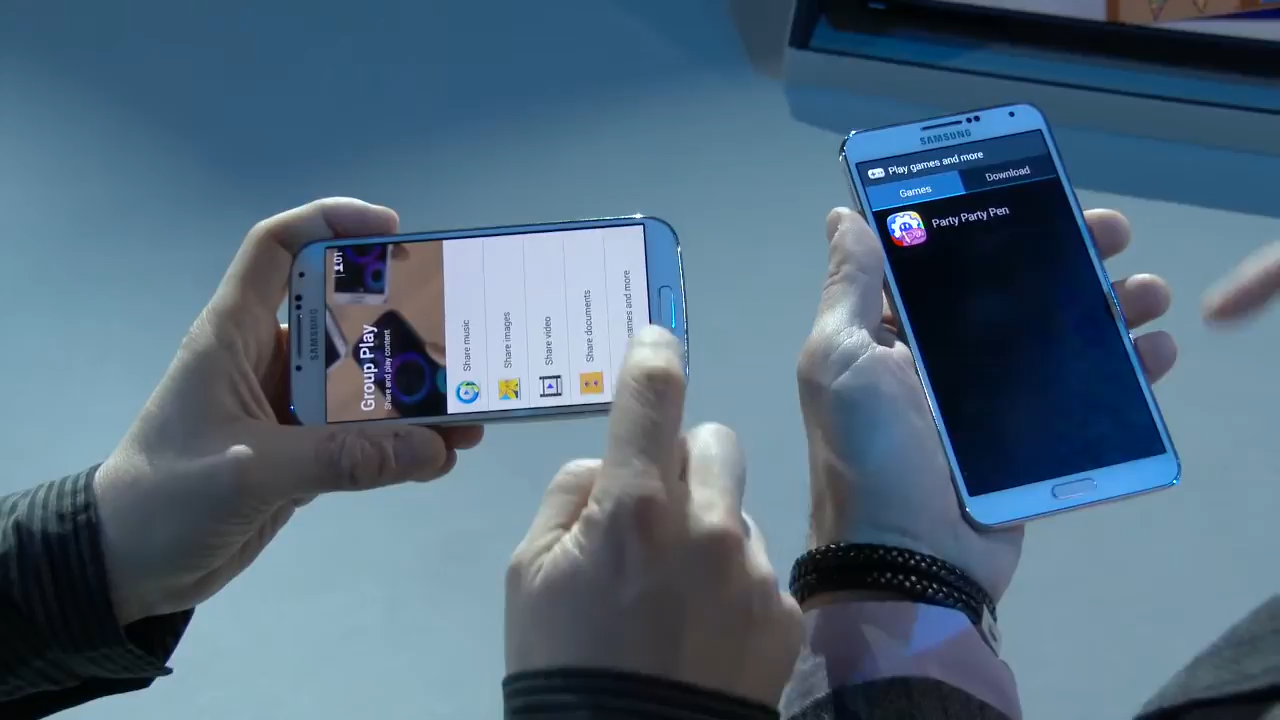 SAMSUNG
Group Play
Share and play content
Share music
Share images
Share video
Share documents
games and more
SAMSUNG
Play games and more
Games
Download
Party Party Pen